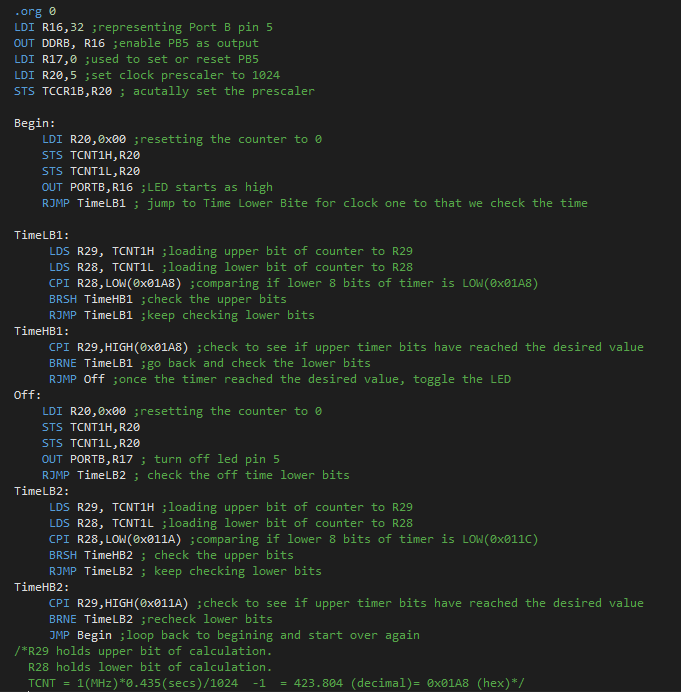 .org 0
LDI R16,32 ;representing Port B pin 5
OUT DDRB, R16 ;enable PB5 as output
LDI R17,0 ;used to set or reset PB5
LDI R20,5 ;set clock prescaler to 1024
STS TCCR1B,R20 ; acutally set the prescaler

Begin:
    LDI R20,0x00 ;resetting the counter to 0
    STS TCNT1H,R20
    STS TCNT1L,R20
    OUT PORTB,R16 ;LED starts as high
    RJMP TimeLB1 ; jump to Time Lower Bite for clock one to that we check the time

TimeLB1:
     LDS R29, TCNT1H ;loading upper bit of counter to R29
     LDS R28, TCNT1L ;loading lower bit of counter to R28
     CPI R28,LOW(0x01A8) ;comparing if lower 8 bits of timer is LOW(0x01A8)
     BRSH TimeHB1 ;check the upper bits
     RJMP TimeLB1 ;keep checking lower bits
TimeHB1:
     CPI R29,HIGH(0x01A8) ;check to see if upper timer bits have reached the desired value
     BRNE TimeLB1 ;go back and check the lower bits
     RJMP Off ;once the timer reached the desired value, toggle the LED
Off:
    LDI R20,0x00 ;resetting the counter to 0
    STS TCNT1H,R20
    STS TCNT1L,R20
    OUT PORTB,R17 ; turn off led pin 5
    RJMP TimeLB2 ; check the off time lower bits
TimeLB2:
     LDS R29, TCNT1H ;loading upper bit of counter to R29
     LDS R28, TCNT1L ;loading lower bit of counter to R28
     CPI R28,LOW(0x011A) ;comparing if lower 8 bits of timer is LOW(0x011C)
     BRSH TimeHB2 ; check the upper bits
     RJMP TimeLB2 ; keep checking lower bits
TimeHB2:
     CPI R29,HIGH(0x011A) ;check to see if upper timer bits have reached the desired value
     BRNE TimeLB2 ;recheck lower bits
     JMP Begin ;loop back to begining and start over again
/*R29 holds upper bit of calculation.
  R28 holds lower bit of calculation.
  TCNT = 1(MHz)*0.435(secs)/1024  -1  = 423.804 (decimal)= 0x01A8 (hex)*/